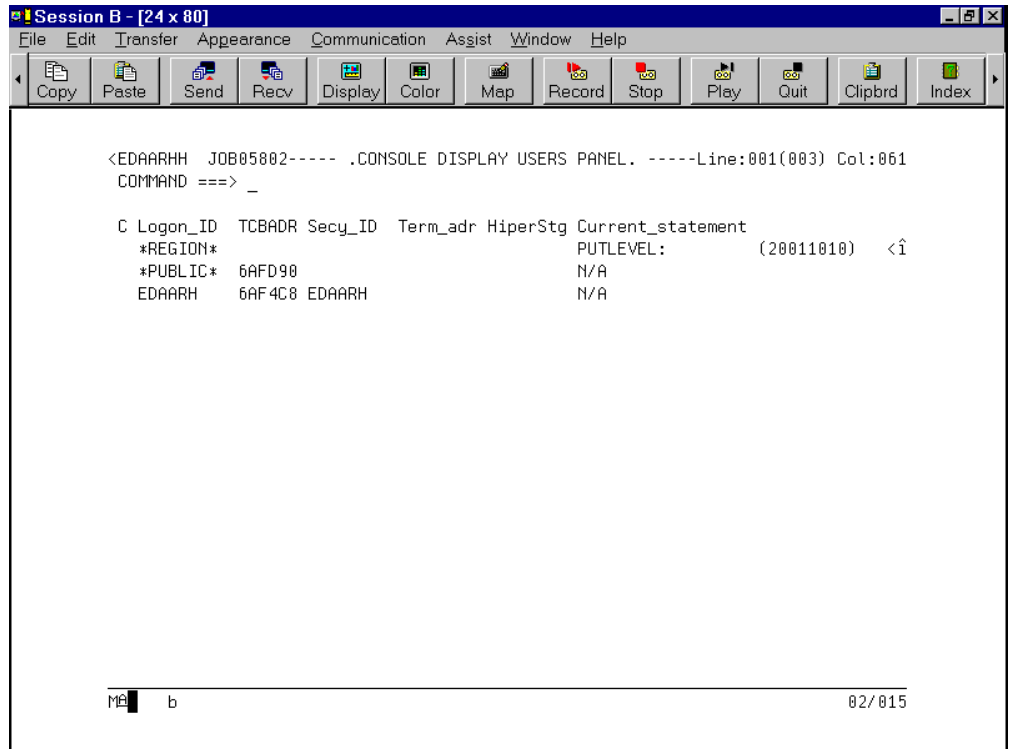 Session B - [24 x 80]
File Edit Transfer Appearance Communication Assist Window Help
Copy Paste Send Recv Display Color Map Record Stop Play Quit Clipbrd Index
<EDAARHH JOB05802----- .CONSOLE DISPLAY USERS PANEL. -----Line:001(003) Col:061
COMMAND ===> _
C Logon_ID TCBADR Secy_ID Term_adr HiperStg Current_statement
*REGION* PUTLEVEL: (20011010) <î
*PUBLIC* 6AFD90 N/A
EDAARH 6AF4C8 EDAARH N/A
MA b 02/015